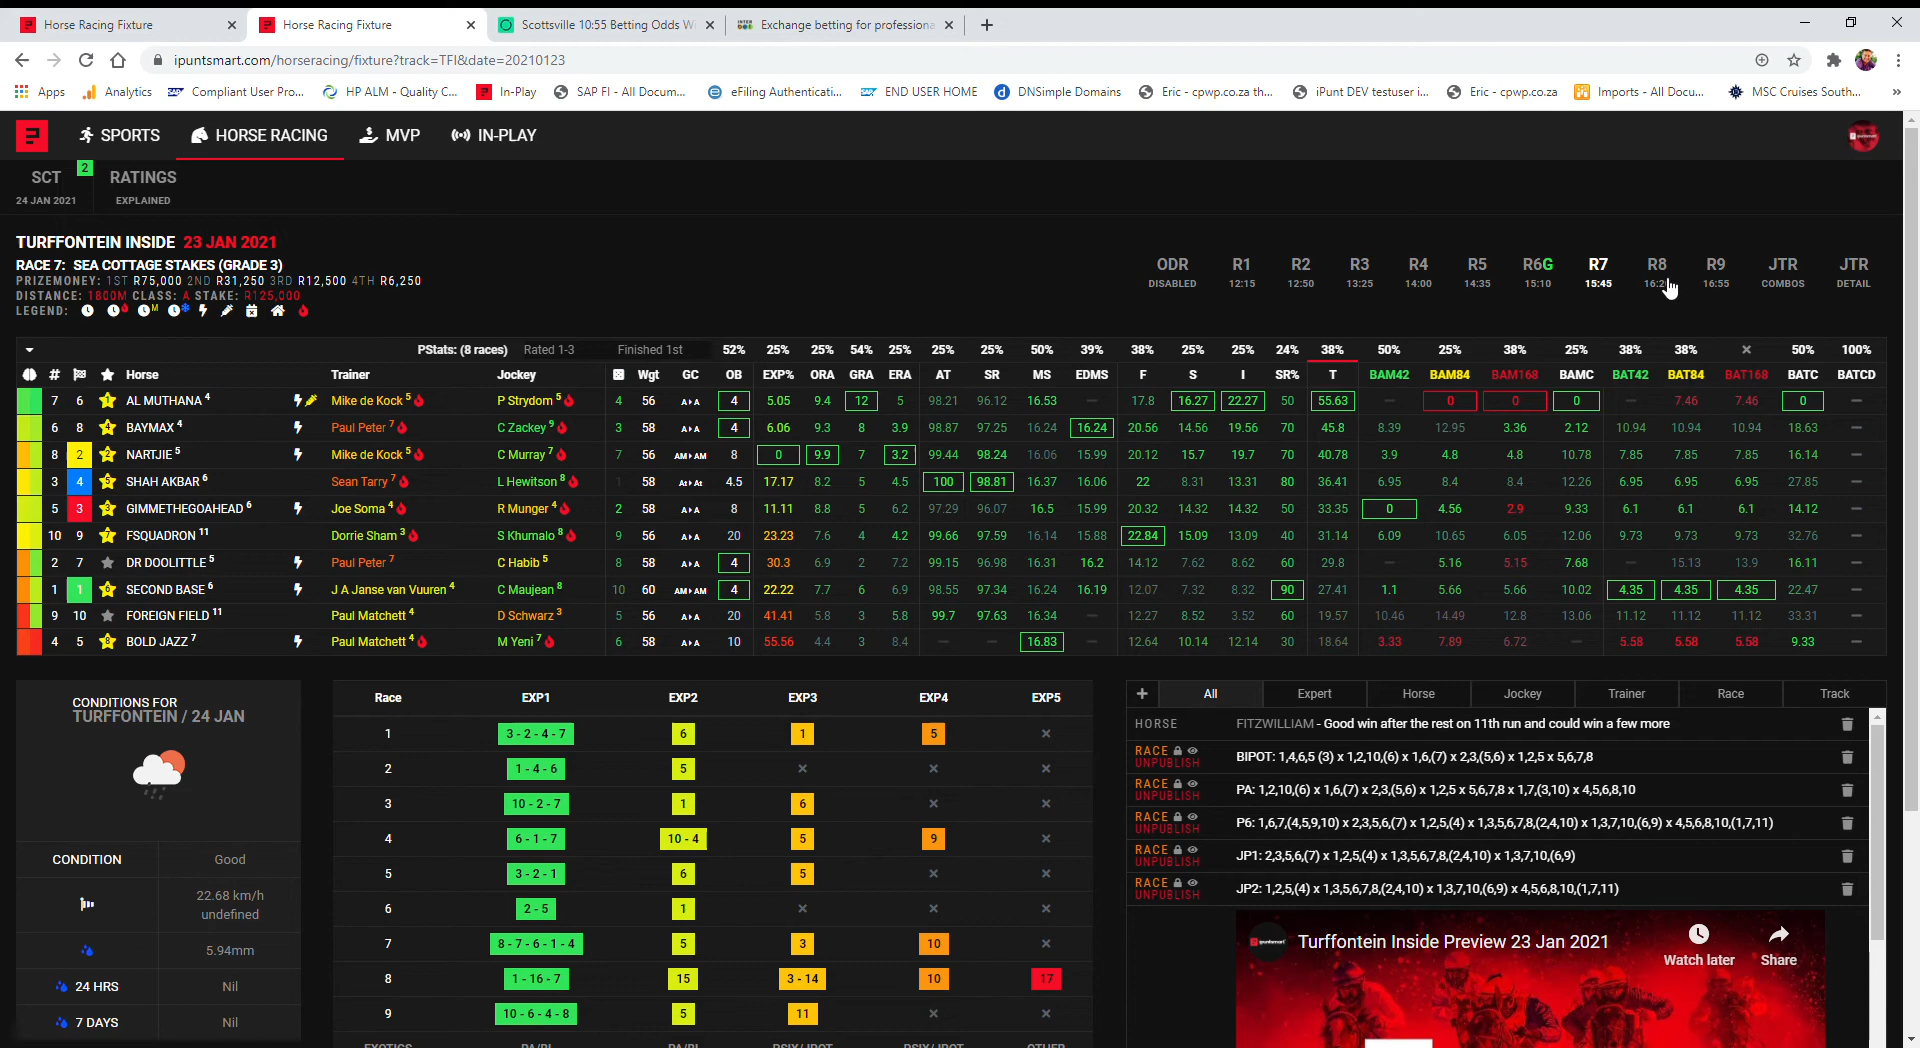 Horse Racing Fixture
Horse Racing Fixture
Scottsville 10:55 Betting Odds W
Exchange betting for professiona
ipuntsmart.com/horseracing/fixture?track=TFI&date=20210123
Apps Analytics Compliant User Pro... HP ALM - Quality C... In-Play SAP FI - All Docum... eFiling Authenticati... END USER HOME DNSimple Domains Eric - cpwp.co.za th... iPunt DEV testuser i... Eric - cpwp.co.za Imports - All Docu... MSC Cruises South... »
SPORTS HORSE RACING MVP IN-PLAY
SCT 2 RATINGS
24 JAN 2021 EXPLAINED
TURFFONTEIN INSIDE 23 JAN 2021
RACE 7: SEA COTTAGE STAKES (GRADE 3)
PRIZEMONEY: 1ST R75,000 2ND R31,250 3RD R12,500 4TH R6,250
DISTANCE: 1800M CLASS: A STAKE: R125,000
LEGEND:
ODR R1 R2 R3 R4 R5 R6G R7 R8 R9 JTR JTR
DISABLED 12:15 12:50 13:25 14:00 14:35 15:10 15:45 16:55 COMBOS DETAIL
PStats: (8 races) Rated 1-3 Finished 1st 52% 25% 25% 54% 25% 25% 25% 50% 39% 38% 25% 25% 24% 38% 50% 25% 38% 25% 38% 38% × 50% 100%
# Horse Trainer Jockey Wgt GC OB EXP% ORA GRA ERA AT SR MS EDMS F S I SR% T BAM42 BAM84 BAM168 BAMC BAT42 BAT84 BAT168 BATC BATCD
7 6 1 AL MUTHANA 4 Mike de Kock 5 P Strydom 5 4 56 A▸A 4 5.05 9.4 12 5 98.21 96.12 16.53 — 17.8 16.27 22.27 50 55.63 — 0 0 0 — 7.46 7.46 0 —
6 8 4 BAYMAX 4 Paul Peter 7 C Zackey 9 3 58 A▸A 4 6.06 9.3 8 3.9 98.87 97.25 16.24 16.24 20.56 14.56 19.56 70 45.8 8.39 12.95 3.36 2.12 10.94 10.94 10.94 18.63 —
8 2 2 NARTJIE 5 Mike de Kock 5 C Murray 7 7 56 AM▸AM 8 0 9.9 7 3.2 99.44 98.24 16.06 15.99 20.12 15.7 19.7 70 40.78 3.9 4.8 4.8 10.78 7.85 7.85 7.85 16.14 —
3 4 5 SHAH AKBAR 6 Sean Tarry 7 L Hewitson 8 1 58 At▸At 4.5 17.17 8.2 5 4.5 100 98.81 16.37 16.06 22 8.31 13.31 80 36.41 6.95 8.4 8.4 12.26 6.95 6.95 6.95 27.85 —
5 3 3 GIMMETHEGOAHEAD 6 Joe Soma 4 R Munger 4 2 58 A▸A 8 11.11 8.8 5 6.2 97.29 96.07 16.5 15.99 20.32 14.32 14.32 50 33.35 0 4.56 2.9 9.33 6.1 6.1 6.1 14.12 —
10 9 7 FSQUADRON 11 Dorrie Sham 3 S Khumalo 8 9 56 A▸A 20 23.23 7.6 4 4.2 99.66 97.59 16.14 15.88 22.84 15.09 13.09 40 31.14 6.09 10.65 6.05 12.06 9.73 9.73 9.73 32.76 —
2 7 DR DOOLITTLE 5 Paul Peter 7 C Habib 5 8 58 A▸A 4 30.3 6.9 2 7.2 99.15 96.98 16.31 16.2 14.12 7.62 8.62 60 29.8 — 5.16 5.15 7.68 — 15.13 13.9 16.11 —
1 1 6 SECOND BASE 6 J A Janse van Vuuren 4 C Maujean 8 10 60 AM▸AM 4 22.22 7.7 6 6.9 98.55 97.34 16.24 16.19 12.07 7.32 8.32 90 27.41 1.1 5.66 5.66 10.02 4.35 4.35 4.35 22.47 —
9 10 FOREIGN FIELD 11 Paul Matchett 4 D Schwarz 3 5 56 A▸A 20 41.41 5.8 3 5.8 99.7 97.63 16.34 — 12.27 8.52 3.52 60 19.57 10.46 14.49 12.8 13.06 11.12 11.12 11.12 33.31 —
4 5 8 BOLD JAZZ 7 Paul Matchett 4 M Yeni 7 6 58 A▸A 10 55.56 4.4 3 8.4 — — 16.83 — 12.64 10.14 12.14 30 18.64 3.33 7.89 6.72 — 5.58 5.58 5.58 9.33 —
CONDITIONS FOR
TURFFONTEIN / 24 JAN
CONDITION Good
22.68 km/h
undefined
5.94mm
24 HRS Nil
7 DAYS Nil
Race EXP1 EXP2 EXP3 EXP4 EXP5
1 3 - 2 - 4 - 7 6 1 5 ×
2 1 - 4 - 6 5 × × ×
3 10 - 2 - 7 1 6 × ×
4 6 - 1 - 7 10 - 4 5 9 ×
5 3 - 2 - 1 6 5 × ×
6 2 - 5 1 × × ×
7 8 - 7 - 6 - 1 - 4 5 3 10 ×
8 1 - 16 - 7 15 3 - 14 10 17
9 10 - 6 - 4 - 8 5 11 × ×
+ All Expert Horse Jockey Trainer Race Track
HORSE FITZWILLIAM - Good win after the rest on 11th run and could win a few more
RACE UNPUBLISH BIPOT: 1,4,6,5 (3) x 1,2,10,(6) x 1,6,(7) x 2,3,(5,6) x 1,2,5 x 5,6,7,8
RACE UNPUBLISH PA: 1,2,10,(6) x 1,6,(7) x 2,3,(5,6) x 1,2,5 x 5,6,7,8 x 1,7,(3,10) x 4,5,6,8,10
RACE UNPUBLISH P6: 1,6,7,(4,5,9,10) x 2,3,5,6,(7) x 1,2,5,(4) x 1,3,5,6,7,8,(2,4,10) x 1,3,7,10,(6,9) x 4,5,6,8,10,(1,7,11)
RACE UNPUBLISH JP1: 2,3,5,6,(7) x 1,2,5,(4) x 1,3,5,6,7,8,(2,4,10) x 1,3,7,10,(6,9)
RACE UNPUBLISH JP2: 1,2,5,(4) x 1,3,5,6,7,8,(2,4,10) x 1,3,7,10,(6,9) x 4,5,6,8,10,(1,7,11)
ipuntsmart Turffontein Inside Preview 23 Jan 2021
Watch later Share